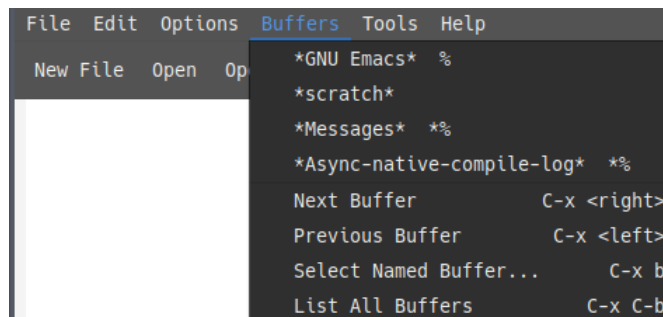 File Edit Options Buffers Tools Help
New File Open Op
*GNU Emacs* %
*scratch*
*Messages* *%
*Async-native-compile-log* *%
Next Buffer C-x <right>
Previous Buffer C-x <left>
Select Named Buffer... C-x b
List All Buffers C-x C-b